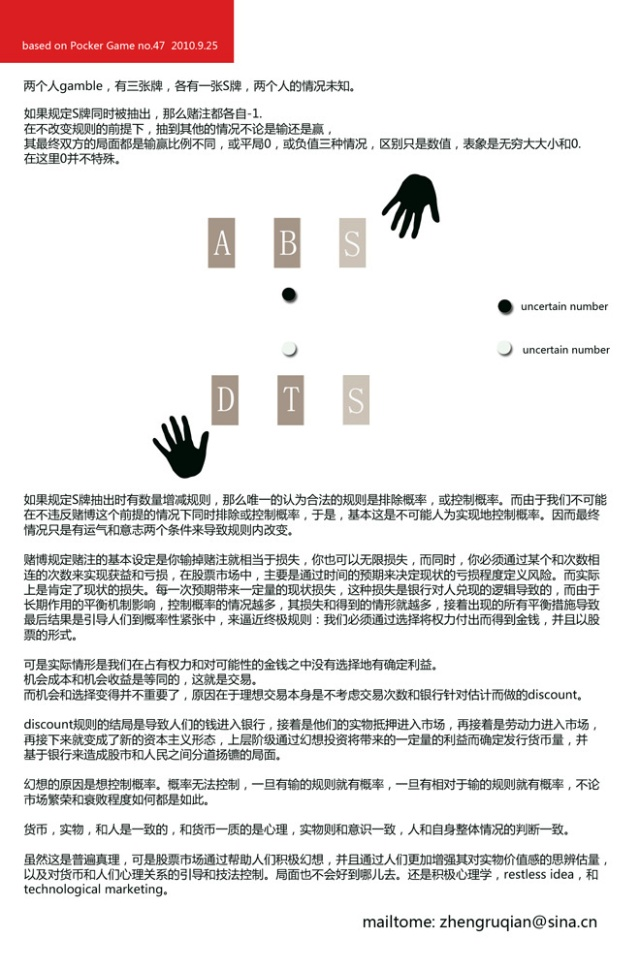 based on Pocker Game no.47 2010.9.25
两个人gamble，有三张牌，各有一张S牌，两个人的情况未知。
如果规定S牌同时被抽出，那么赌注都各自-1.
在不改变规则的前提下，抽到其他的情况不论是输还是赢，
其最终双方的局面都是输赢比例不同，或平局0，或负值三种情况，区别只是数值，表象是无穷大大小和0.
在这里0并不特殊。
A B S
uncertain number
uncertain number
D T S
如果规定S牌抽出时有数量增减规则，那么唯一的认为合法的规则是排除概率，或控制概率。而由于我们不可能
在不违反赌博这个前提的情况下同时排除或控制概率，于是，基本这是不可能人为实现地控制概率。因而最终
情况只是有运气和意志两个条件来导致规则内改变。
赌博规定赌注的基本设定是你输掉赌注就相当于损失，你也可以无限损失，而同时，你必须通过某个和次数相
连的次数来实现获益和亏损，在股票市场中，主要是通过时间的预期来决定现状的亏损程度定义风险。而实际
上是肯定了现状的损失。每一次预期带来一定量的现状损失，这种损失是银行对人兑现的逻辑导致的，而由于
长期作用的平衡机制影响，控制概率的情况越多，其损失和得到的情形就越多，接着出现的所有平衡措施导致
最后结果是引导人们到概率性紧张中，来逼近终极规则：我们必须通过选择将权力付出而得到金钱，并且以股
票的形式。
可是实际情形是我们在占有权力和对可能性的金钱之中没有选择地有确定利益。
机会成本和机会收益是等同的，这就是交易。
而机会和选择变得并不重要了，原因在于理想交易本身是不考虑交易次数和银行针对估计而做的discount。
discount规则的结局是导致人们的钱进入银行，接着是他们的实物抵押进入市场，再接着是劳动力进入市场，
再接下来就变成了新的资本主义形态，上层阶级通过幻想投资将带来的一定量的利益而确定发行货币量，并
基于银行来造成股市和人民之间分道扬镳的局面。
幻想的原因是想控制概率。概率无法控制，一旦有输的规则就有概率，一旦有相对于输的规则就有概率，不论
市场繁荣和衰败程度如何都是如此。
货币，实物，和人是一致的，和货币一质的是心理，实物则和意识一致，人和自身整体情况的判断一致。
虽然这是普遍真理，可是股票市场通过帮助人们积极幻想，并且通过人们更加增强其对实物价值感的思辨估量，
以及对货币和人们心理关系的引导和技法控制。局面也不会好到哪儿去。还是积极心理学，restless idea，和
technological marketing。
mailtome: zhengruqian@sina.cn